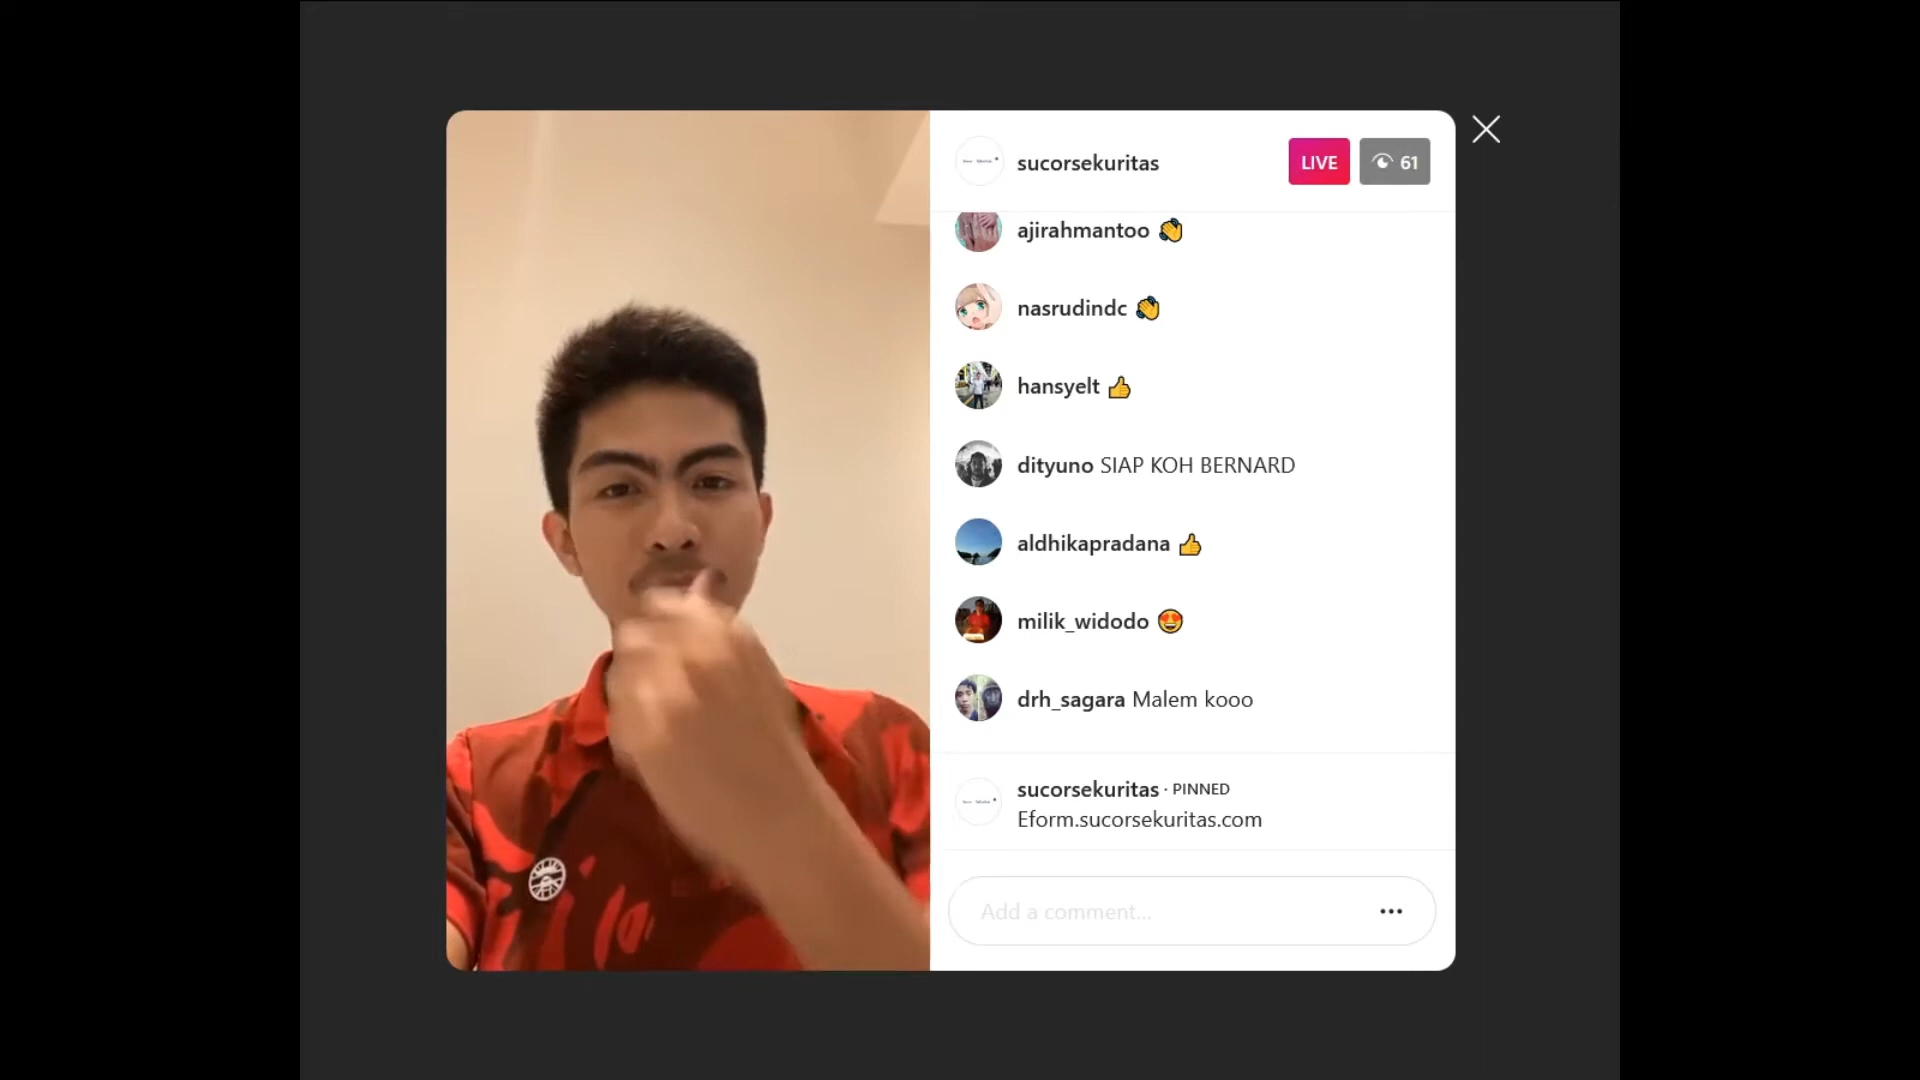 sucorsekuritas
LIVE
61
ajirahmantoo 👏
nasrudindc 👏
hansyelt 👍
dityuno SIAP KOH BERNARD
aldhikapradana 👍
milik_widodo 😍
drh_sagara Malem kooo
sucorsekuritas · PINNED
Eform.sucorsekuritas.com
Add a comment...